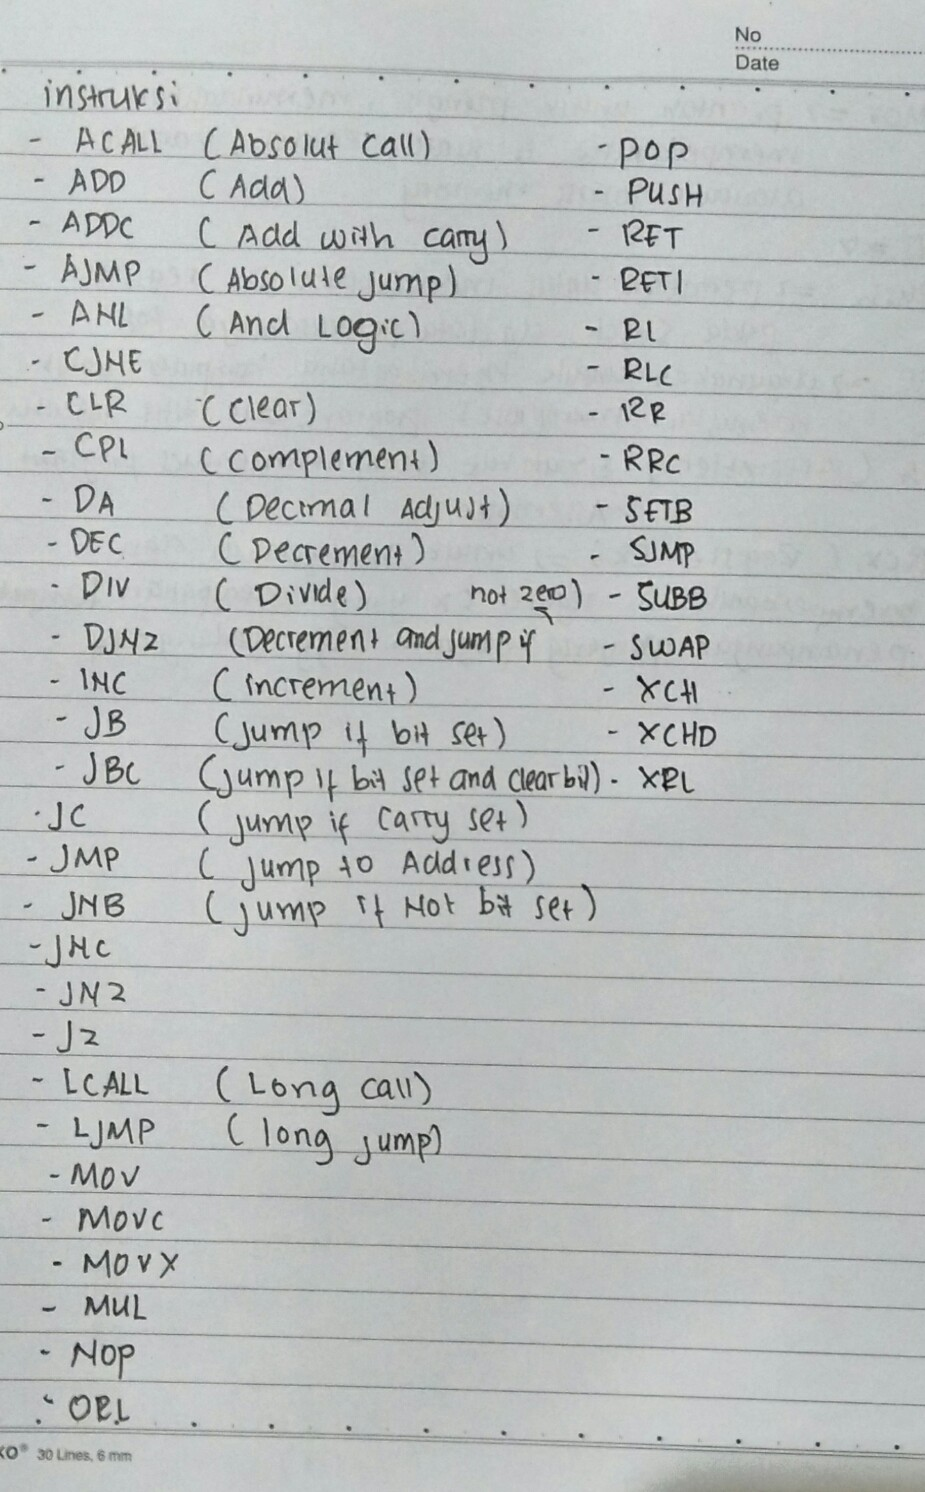 No
Date
instruksi
- ACALL (Absolut call)
- ADD (Add)
- ADDC (Add with carry)
- AJMP (Absolute jump)
- ANL (And Logic)
- CJNE
- CLR (Clear)
- CPL (Complement)
- DA (Decimal Adjust)
- DEC (Decrement)
- DIV (Divide)
- DJNZ (Decrement and jump if not zero)
- INC (increment)
- JB (jump if bit set)
- JBC (jump if bit set and clear bit)
- JC (jump if Carry set)
- JMP (jump to Address)
- JNB (jump if Not bit set)
- JNC
- JNZ
- JZ
- LCALL (Long call)
- LJMP (long jump)
- MOV
- MOVC
- MOVX
- MUL
- NOP
- ORL
- POP
- PUSH
- RET
- RETI
- RL
- RLC
- RR
- RRC
- SETB
- SJMP
- SUBB
- SWAP
- XCH
- XCHD
- XRL
30 Lines, 6 mm